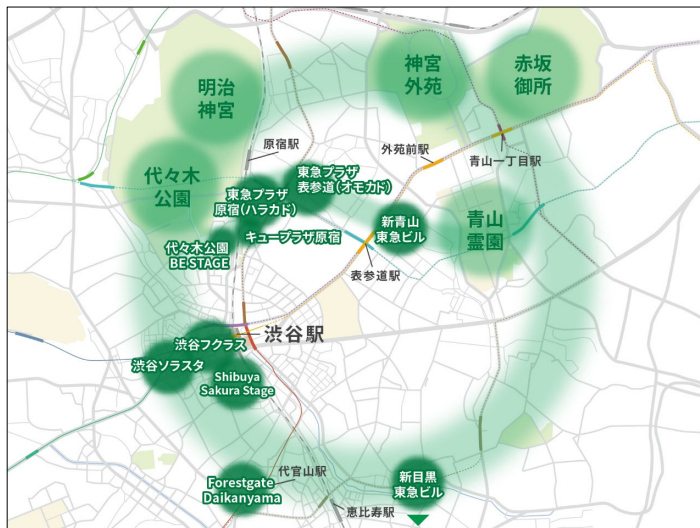 明治
神宮
神宮
外苑
赤坂
御所
原宿駅
外苑前駅
青山一丁目駅
代々木
公園
東急プラザ
表参道(オモカド)
東急プラザ
原宿(ハラカド)
キュープラザ原宿
代々木公園
BE STAGE
新青山
東急ビル
青山
霊園
表参道駅
渋谷駅
渋谷フクラス
渋谷ソラスタ
Shibuya
Sakura Stage
代官山駅
Forestgate
Daikanyama
新目黒
東急ビル
恵比寿駅